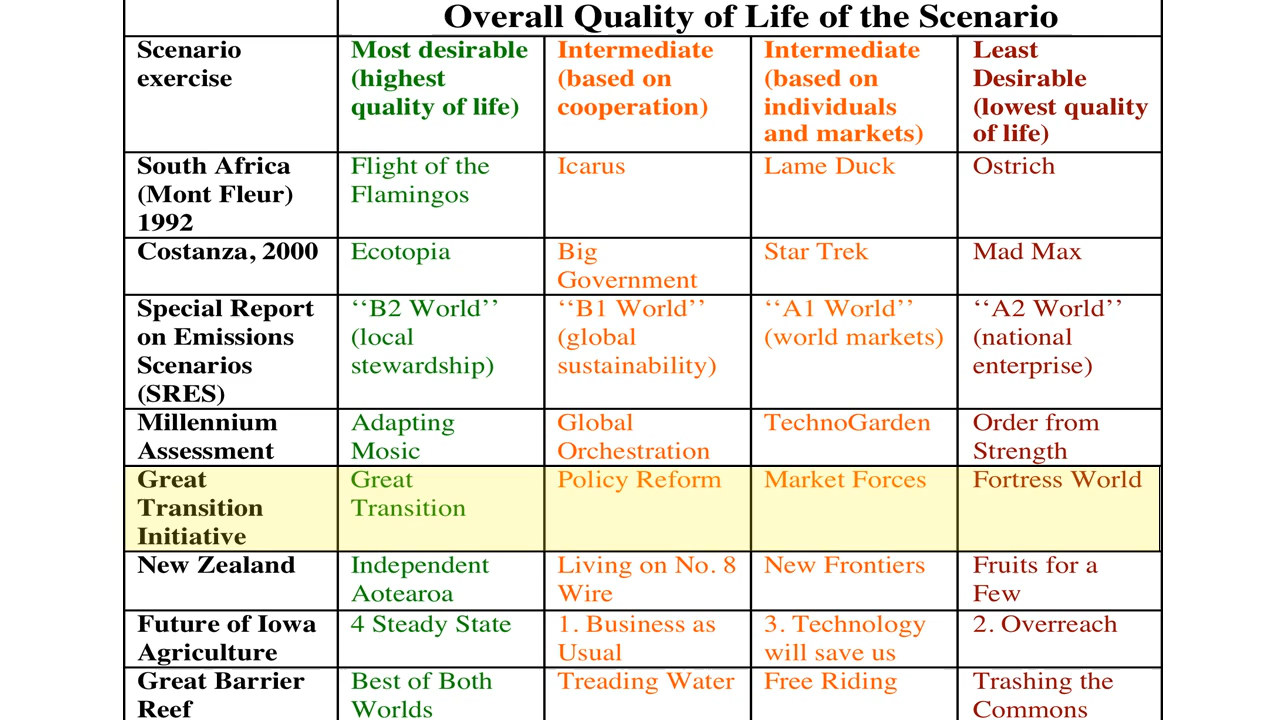 Overall Quality of Life of the Scenario
Scenario exercise
Most desirable (highest quality of life)
Intermediate (based on cooperation)
Intermediate (based on individuals and markets)
Least Desirable (lowest quality of life)
South Africa (Mont Fleur) 1992
Flight of the Flamingos
Icarus
Lame Duck
Ostrich
Costanza, 2000
Ecotopia
Big Government
Star Trek
Mad Max
Special Report on Emissions Scenarios (SRES)
‘‘B2 World’’ (local stewardship)
‘‘B1 World’’ (global sustainability)
‘‘A1 World’’ (world markets)
‘‘A2 World’’ (national enterprise)
Millennium Assessment
Adapting Mosic
Global Orchestration
TechnoGarden
Order from Strength
Great Transition Initiative
Great Transition
Policy Reform
Market Forces
Fortress World
New Zealand
Independent Aotearoa
Living on No. 8 Wire
New Frontiers
Fruits for a Few
Future of Iowa Agriculture
4 Steady State
1. Business as Usual
3. Technology will save us
2. Overreach
Great Barrier Reef
Best of Both Worlds
Treading Water
Free Riding
Trashing the Commons